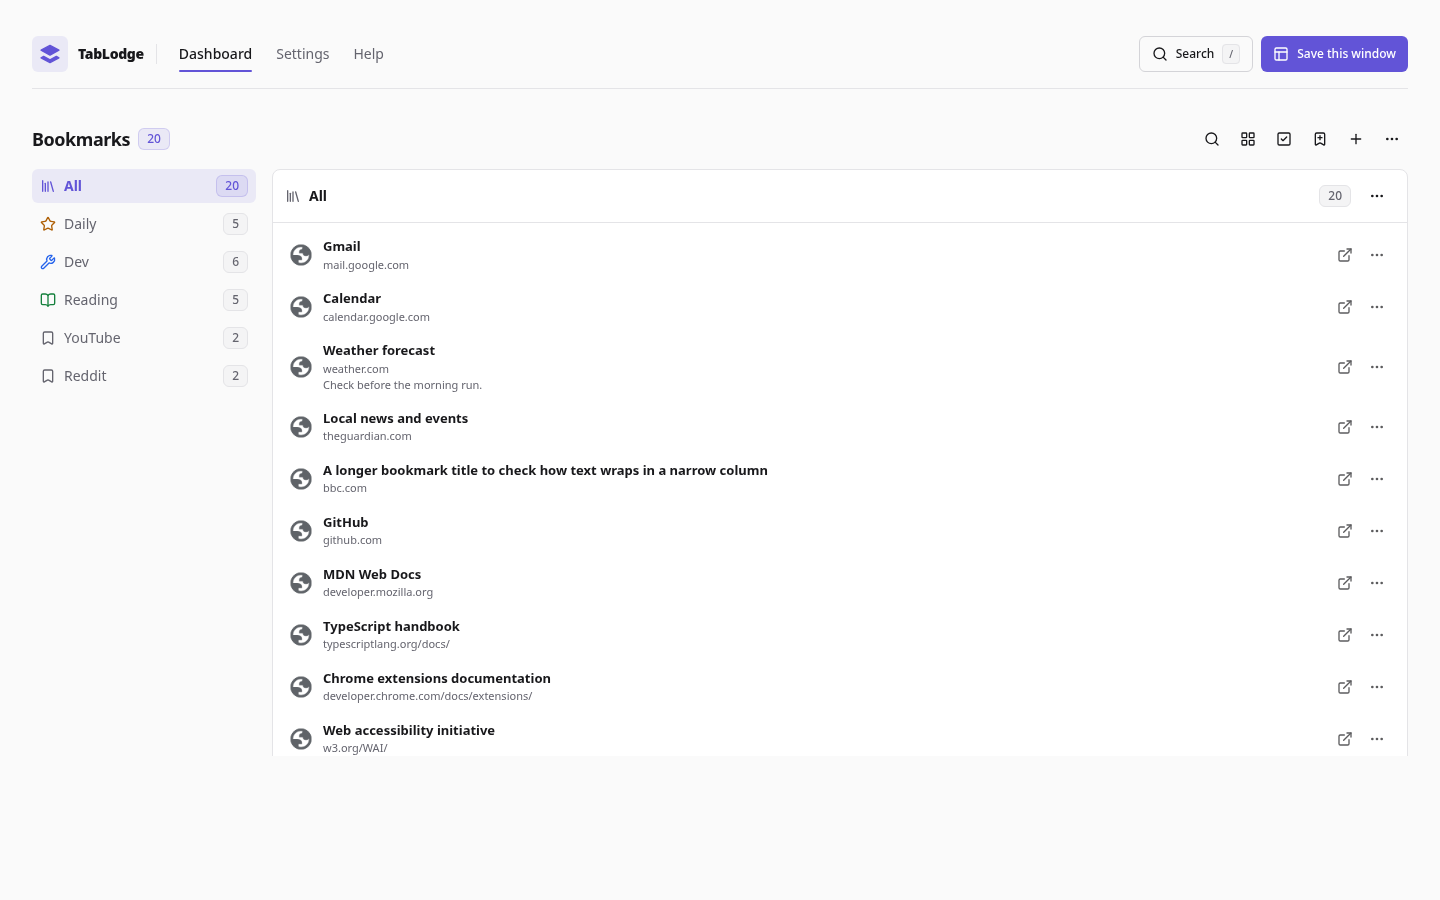 TabLodge
Dashboard
Settings
Help
Search /
Save this window
Bookmarks 20
All 20
Daily 5
Dev 6
Reading 5
YouTube 2
Reddit 2
All 20
Gmail
mail.google.com
Calendar
calendar.google.com
Weather forecast
weather.com
Check before the morning run.
Local news and events
theguardian.com
A longer bookmark title to check how text wraps in a narrow column
bbc.com
GitHub
github.com
MDN Web Docs
developer.mozilla.org
TypeScript handbook
typescriptlang.org/docs/
Chrome extensions documentation
developer.chrome.com/docs/extensions/
Web accessibility initiative
w3.org/WAI/